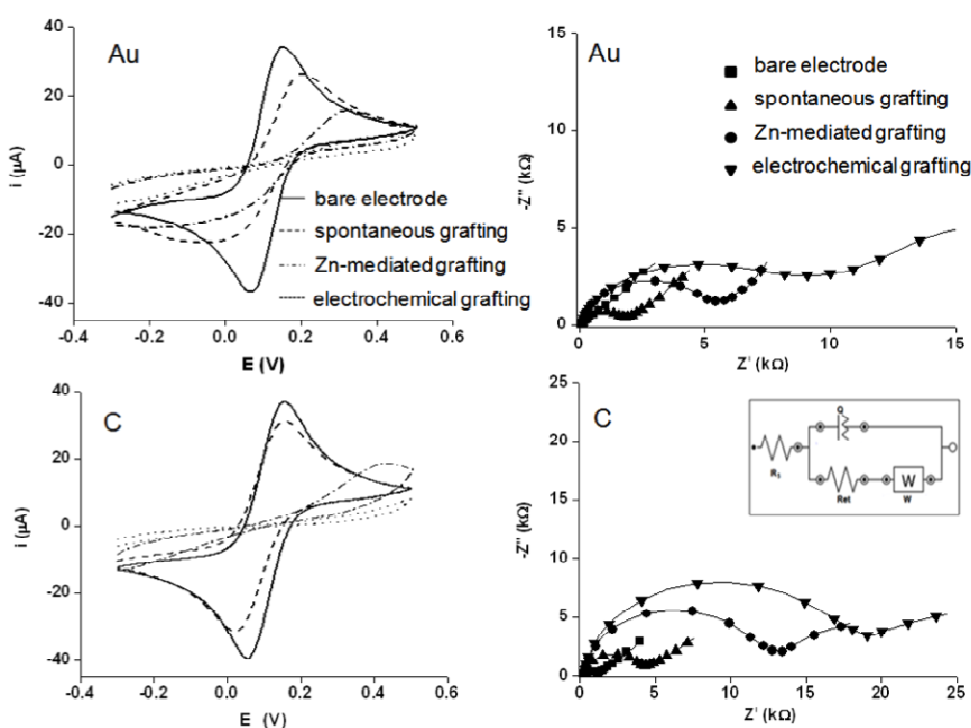 Au
40
20
0
-20
-40
i (µA)
bare electrode
spontaneous grafting
Zn-mediated grafting
electrochemical grafting
-0.4 -0.2 0.0 0.2 0.4 0.6
E (V)
Au
15
10
5
0
-Z" (kΩ)
bare electrode
spontaneous grafting
Zn-mediated grafting
electrochemical grafting
0 5 10 15
Z' (kΩ)
C
40
20
0
-20
-40
i (µA)
-0.4 -0.2 0.0 0.2 0.4 0.6
E (V)
C
25
20
15
10
5
0
-Z" (kΩ)
Q
Ret
W
W
0 5 10 15 20 25
Z' (kΩ)